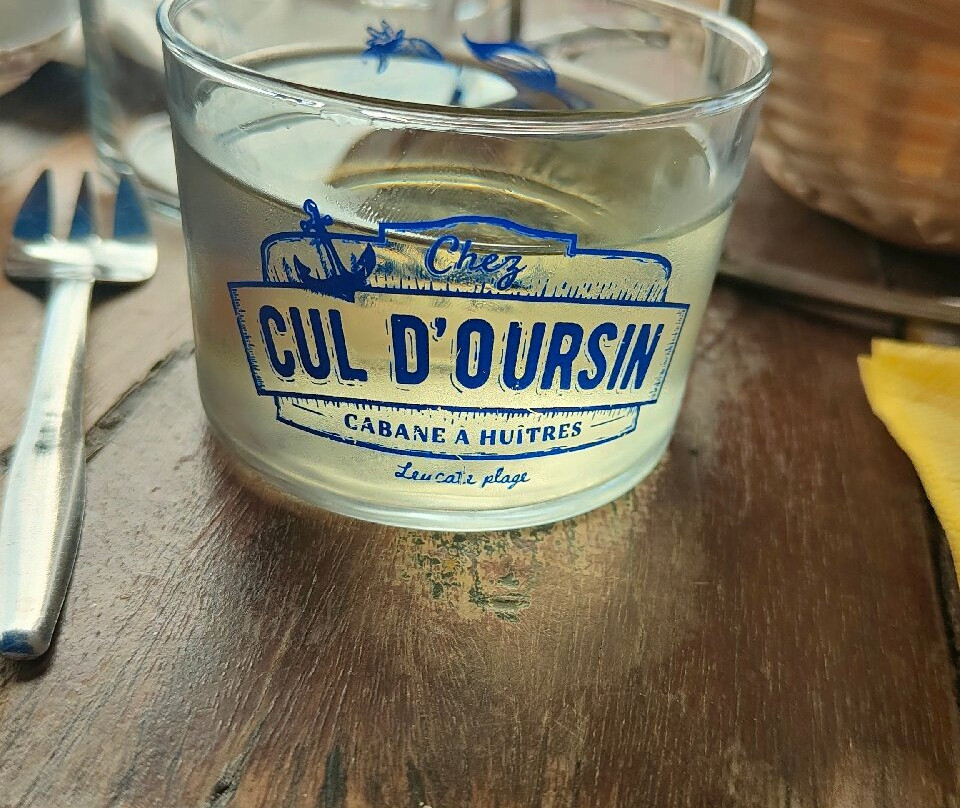 Chez
CUL D'OURSIN
CABANE A HUÎTRES
Leucate plage